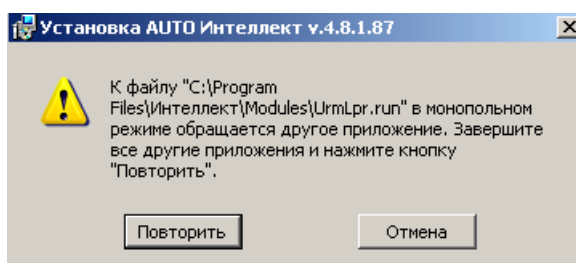 Установка AUTO Интеллект v.4.8.1.87
К файлу "C:\Program
Files\Интеллект\Modules\UrmLpr.run" в монопольном
режиме обращается другое приложение. Завершите
все другие приложения и нажмите кнопку
"Повторить".
Повторить Отмена